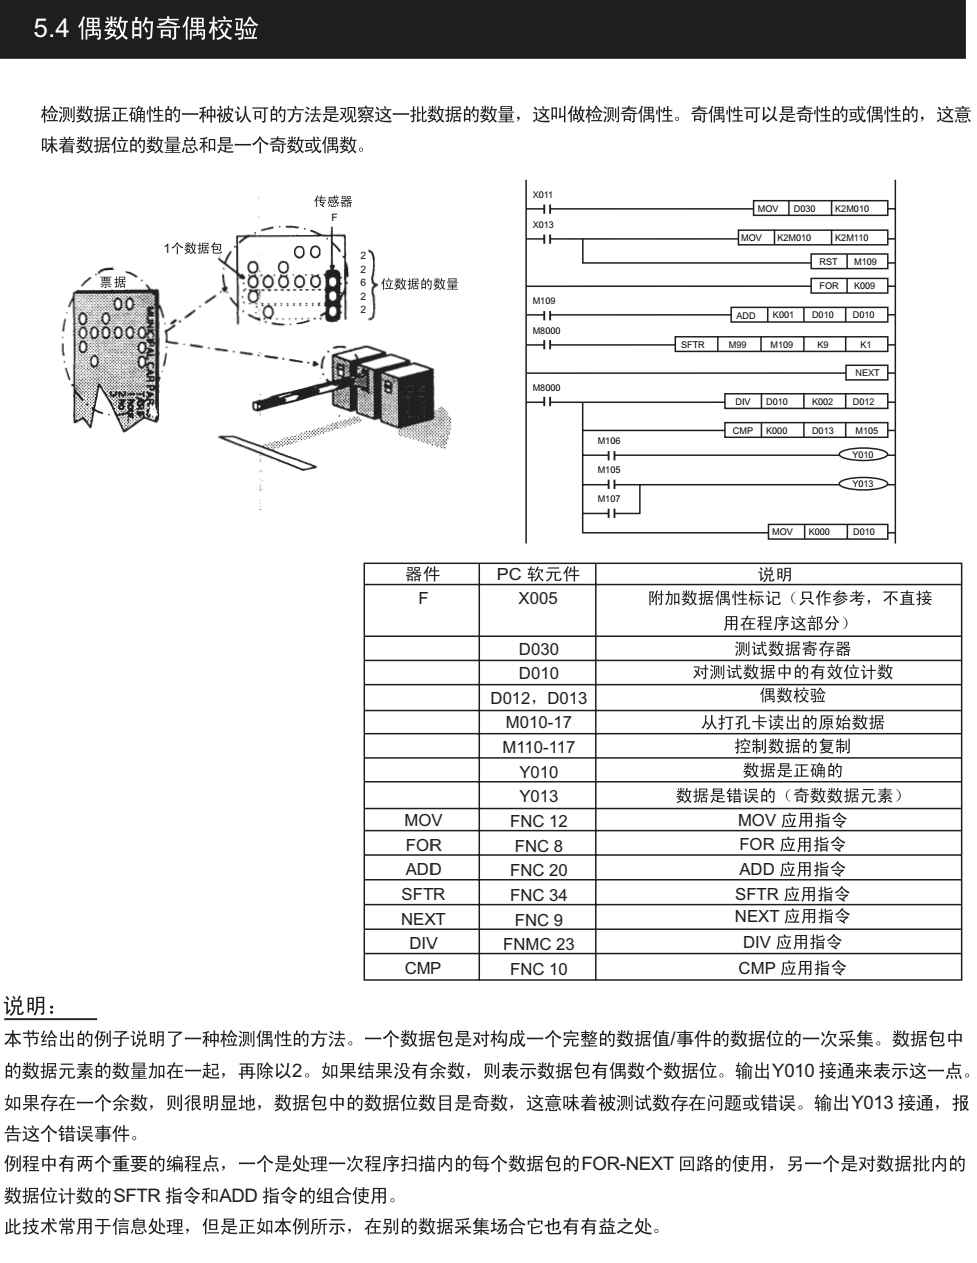 5.4 偶数的奇偶校验
检测数据正确性的一种被认可的方法是观察这一批数据的数量，这叫做检测奇偶性。奇偶性可以是奇性的或偶性的，这意
味着数据位的数量总和是一个奇数或偶数。
传感器
F
1个数据包
2
2
6
2
2
位数据的数量
票据
MUNICIPAL CAR PAR
X011
MOV D030 K2M010
X013
MOV K2M010 K2M110
RST M109
FOR K009
M109
ADD K001 D010 D010
M8000
SFTR M99 M109 K9 K1
NEXT
M8000
DIV D010 K002 D012
CMP K000 D013 M105
M106
Y010
M105
Y013
M107
MOV K000 D010
器件 PC 软元件 说明
F X005 附加数据偶性标记（只作参考，不直接
用在程序这部分）
D030 测试数据寄存器
D010 对测试数据中的有效位计数
D012，D013 偶数校验
M010-17 从打孔卡读出的原始数据
M110-117 控制数据的复制
Y010 数据是正确的
Y013 数据是错误的（奇数数据元素）
MOV FNC 12 MOV 应用指令
FOR FNC 8 FOR 应用指令
ADD FNC 20 ADD 应用指令
SFTR FNC 34 SFTR 应用指令
NEXT FNC 9 NEXT 应用指令
DIV FNMC 23 DIV 应用指令
CMP FNC 10 CMP 应用指令
说明：
本节给出的例子说明了一种检测偶性的方法。一个数据包是对构成一个完整的数据值/事件的数据位的一次采集。数据包中
的数据元素的数量加在一起，再除以2。如果结果没有余数，则表示数据包有偶数个数据位。输出Y010 接通来表示这一点。
如果存在一个余数，则很明显地，数据包中的数据位数目是奇数，这意味着被测试数存在问题或错误。输出Y013 接通，报
告这个错误事件。
例程中有两个重要的编程点，一个是处理一次程序扫描内的每个数据包的FOR-NEXT 回路的使用，另一个是对数据批内的
数据位计数的SFTR 指令和ADD 指令的组合使用。
此技术常用于信息处理，但是正如本例所示，在别的数据采集场合它也有有益之处。